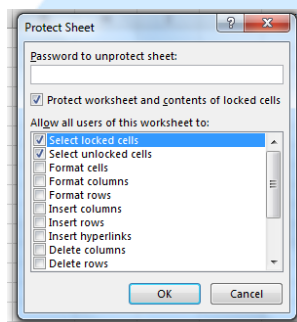 Protect Sheet
Password to unprotect sheet:
Protect worksheet and contents of locked cells
Allow all users of this worksheet to:
Select locked cells
Select unlocked cells
Format cells
Format columns
Format rows
Insert columns
Insert rows
Insert hyperlinks
Delete columns
Delete rows
OK Cancel